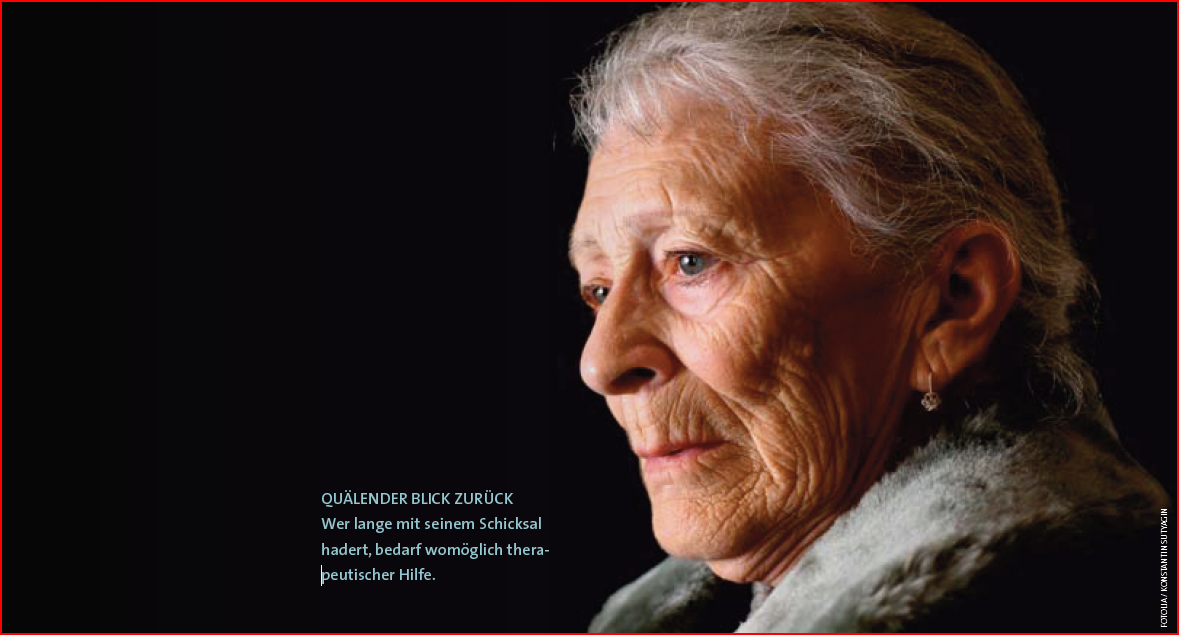 QUÄLENDER BLICK ZURÜCK
Wer lange mit seinem Schicksal
hadert, bedarf womöglich thera-
peutischer Hilfe.
FOTOLIA / KONSTANTIN SUTYAGIN